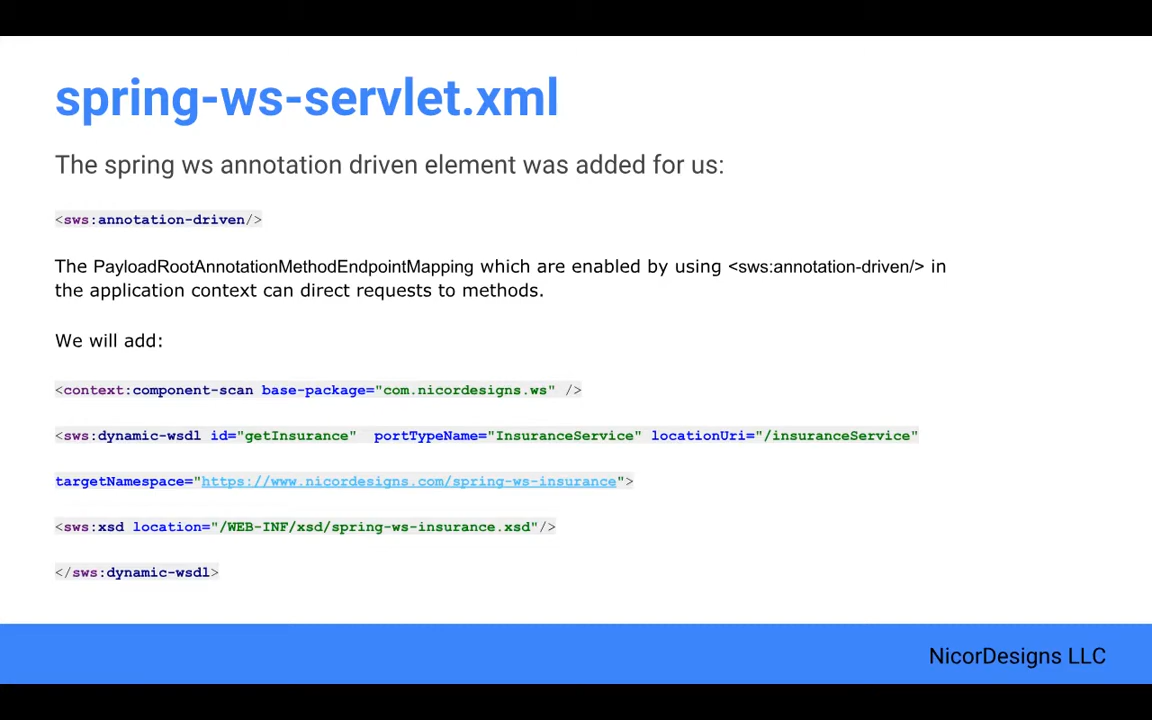 spring-ws-servlet.xml
The spring ws annotation driven element was added for us:
<sws:annotation-driven/>
The PayloadRootAnnotationMethodEndpointMapping which are enabled by using <sws:annotation-driven/> in
the application context can direct requests to methods.
We will add:
<context:component-scan base-package="com.nicordesigns.ws" />
<sws:dynamic-wsdl id="getInsurance"  portTypeName="InsuranceService" locationUri="/insuranceService"
targetNamespace="https://www.nicordesigns.com/spring-ws-insurance">
<sws:xsd location="/WEB-INF/xsd/spring-ws-insurance.xsd"/>
</sws:dynamic-wsdl>
NicorDesigns LLC